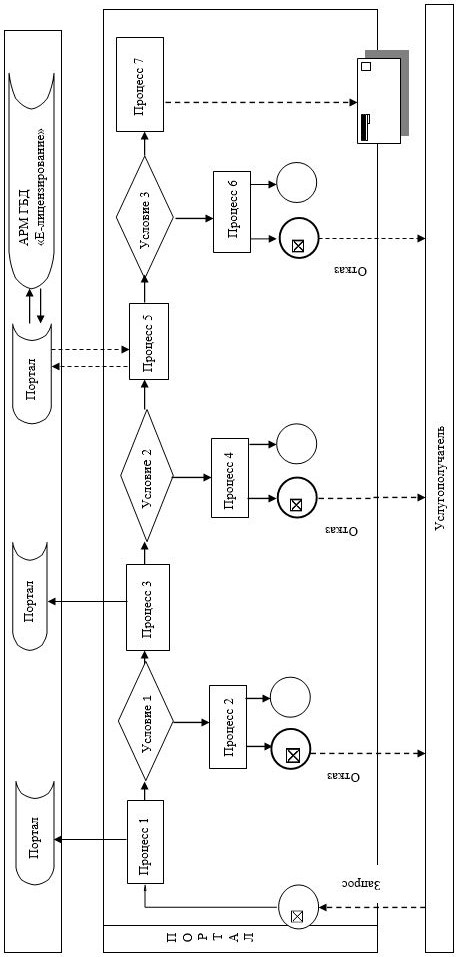 Портал
Портал
Портал
АРМ ГБД
«Е-лицензирование»
Процесс 1
Условие 1
Процесс 3
Условие 2
Процесс 5
Условие 3
Процесс 7
Процесс 2
Процесс 4
Процесс 6
Запрос
Отказ
Отказ
Отказ
ПОРТАЛ
Услугополучатель